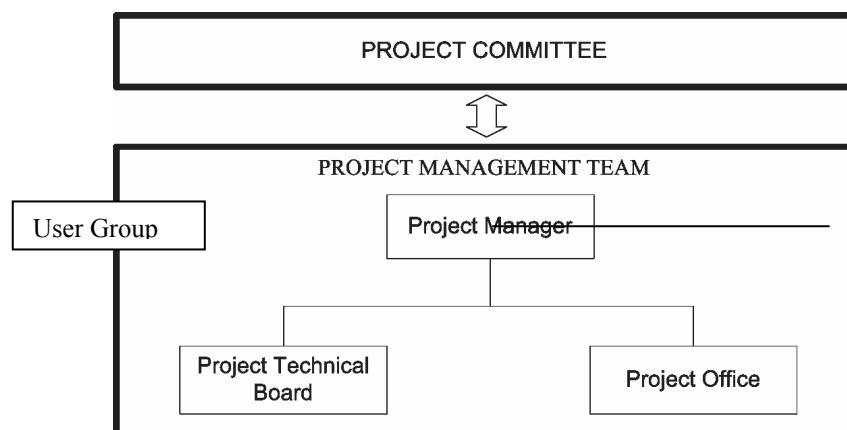 PROJECT COMMITTEE
PROJECT MANAGEMENT TEAM
User Group
Project Manager
Project Technical
Board
Project Office